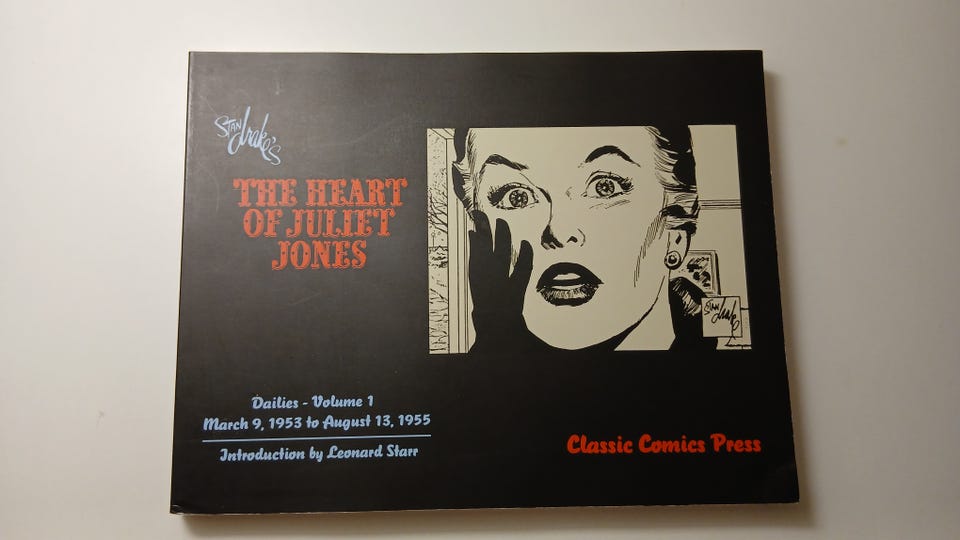 Stan Drake's
THE HEART
OF JULIET
JONES
Stan Drake
Dailies - Volume 1
March 9, 1953 to August 13, 1955
Introduction by Leonard Starr
Classic Comics Press